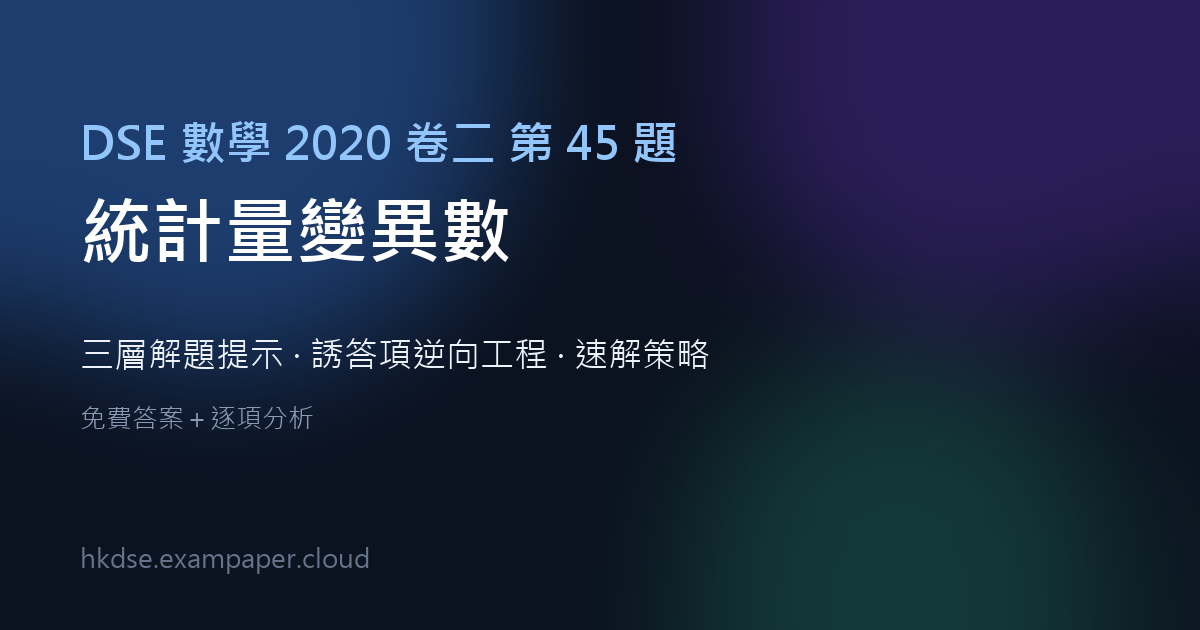 DSE 數學 2020 卷二 第 45 題
統計量變異數
三層解題提示 · 誘答項逆向工程 · 速解策略
免費答案 + 逐項分析
hkdse.exampaper.cloud